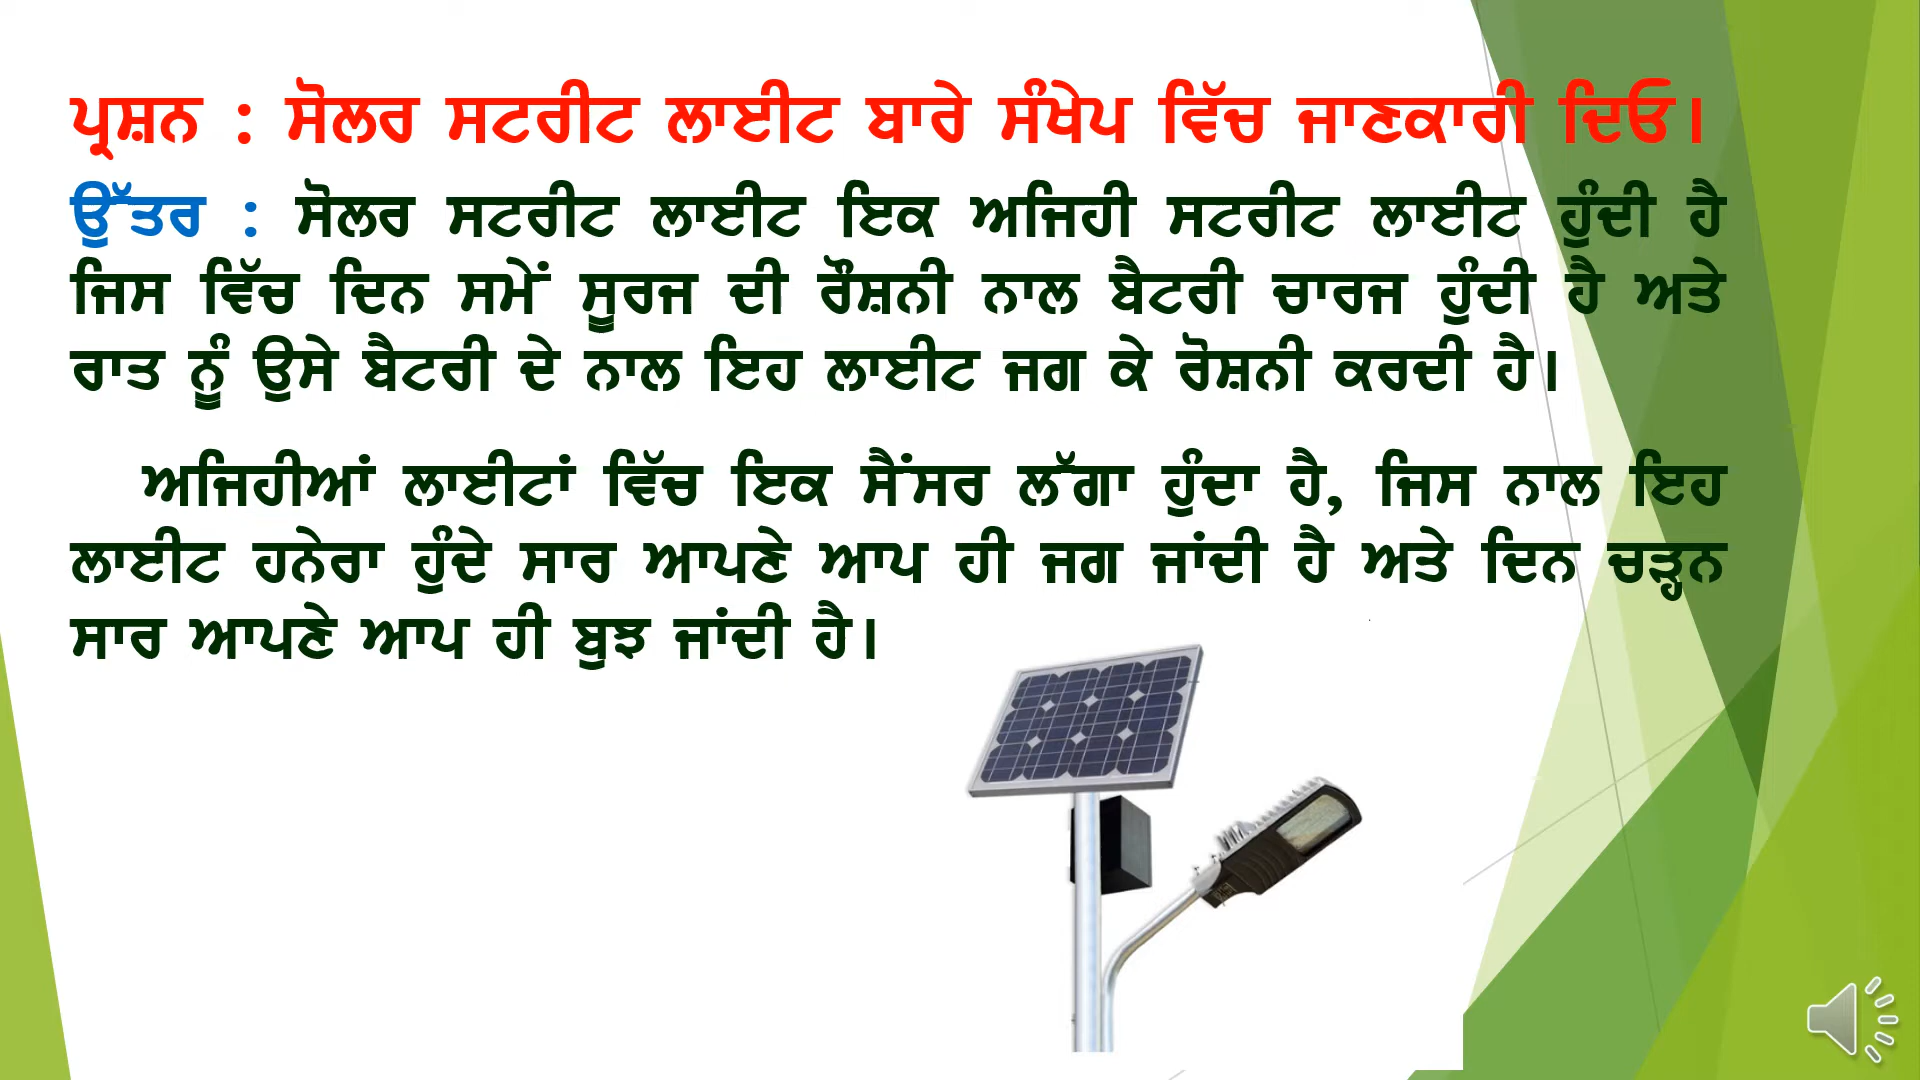 ਪ੍ਰਸ਼ਨ : ਸੋਲਰ ਸਟਰੀਟ ਲਾਈਟ ਬਾਰੇ ਸੰਖੇਪ ਵਿੱਚ ਜਾਣਕਾਰੀ ਦਿਓ।
ਉੱਤਰ : ਸੋਲਰ ਸਟਰੀਟ ਲਾਈਟ ਇਕ ਅਜਿਹੀ ਸਟਰੀਟ ਲਾਈਟ ਹੁੰਦੀ ਹੈ
ਜਿਸ ਵਿੱਚ ਦਿਨ ਸਮੇਂ ਸੂਰਜ ਦੀ ਰੌਸ਼ਨੀ ਨਾਲ ਬੈਟਰੀ ਚਾਰਜ ਹੁੰਦੀ ਹੈ ਅਤੇ
ਰਾਤ ਨੂੰ ਉਸੇ ਬੈਟਰੀ ਦੇ ਨਾਲ ਇਹ ਲਾਈਟ ਜਗ ਕੇ ਰੋਸ਼ਨੀ ਕਰਦੀ ਹੈ।
ਅਜਿਹੀਆਂ ਲਾਈਟਾਂ ਵਿੱਚ ਇਕ ਸੈਂਸਰ ਲੱਗਾ ਹੁੰਦਾ ਹੈ, ਜਿਸ ਨਾਲ ਇਹ
ਲਾਈਟ ਹਨੇਰਾ ਹੁੰਦੇ ਸਾਰ ਆਪਣੇ ਆਪ ਹੀ ਜਗ ਜਾਂਦੀ ਹੈ ਅਤੇ ਦਿਨ ਚੜ੍ਹਨ
ਸਾਰ ਆਪਣੇ ਆਪ ਹੀ ਬੁਝ ਜਾਂਦੀ ਹੈ।